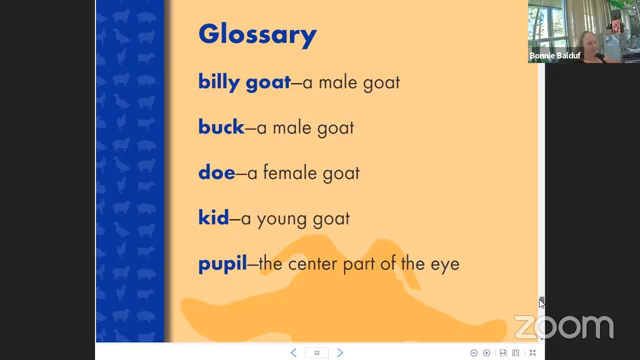 Glossary
billy goat—a male goat
buck—a male goat
doe—a female goat
kid—a young goat
pupil—the center part of the eye
Bonnie Balduf
22
zoom